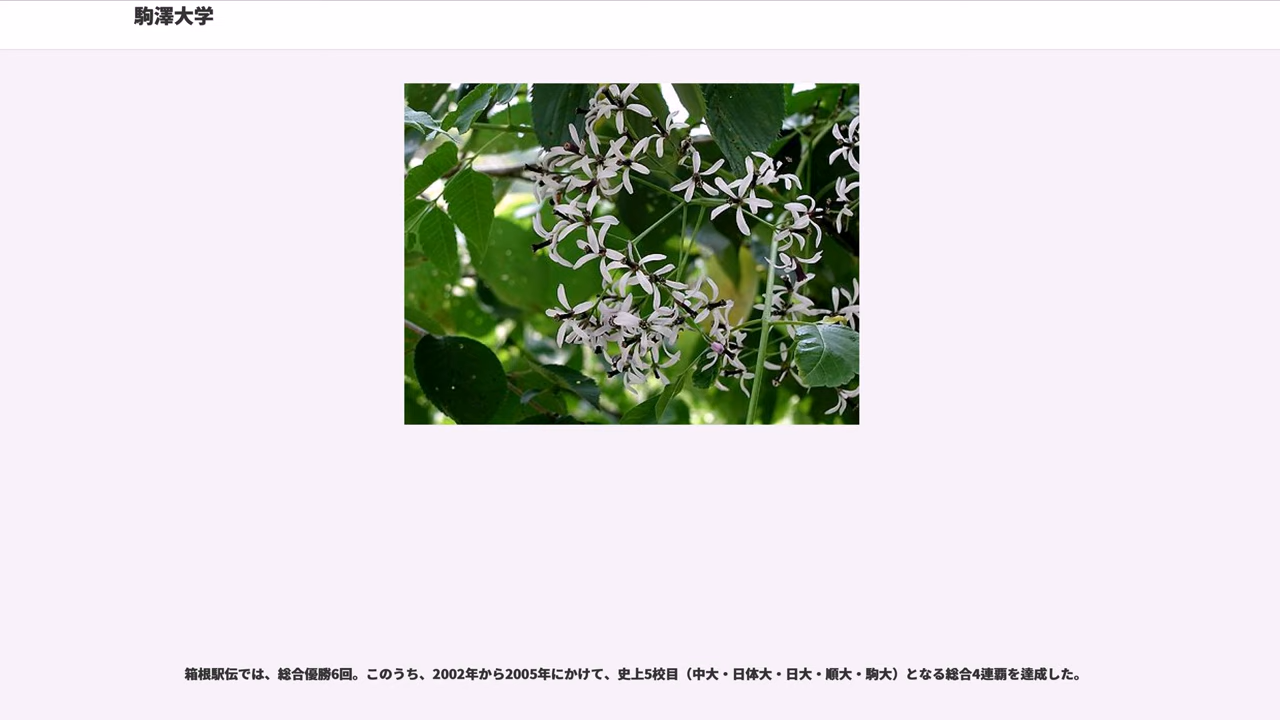 駒澤大学
箱根駅伝では、総合優勝6回。このうち、2002年から2005年にかけて、史上5校目（中大・日体大・日大・順大・駒大）となる総合4連覇を達成した。